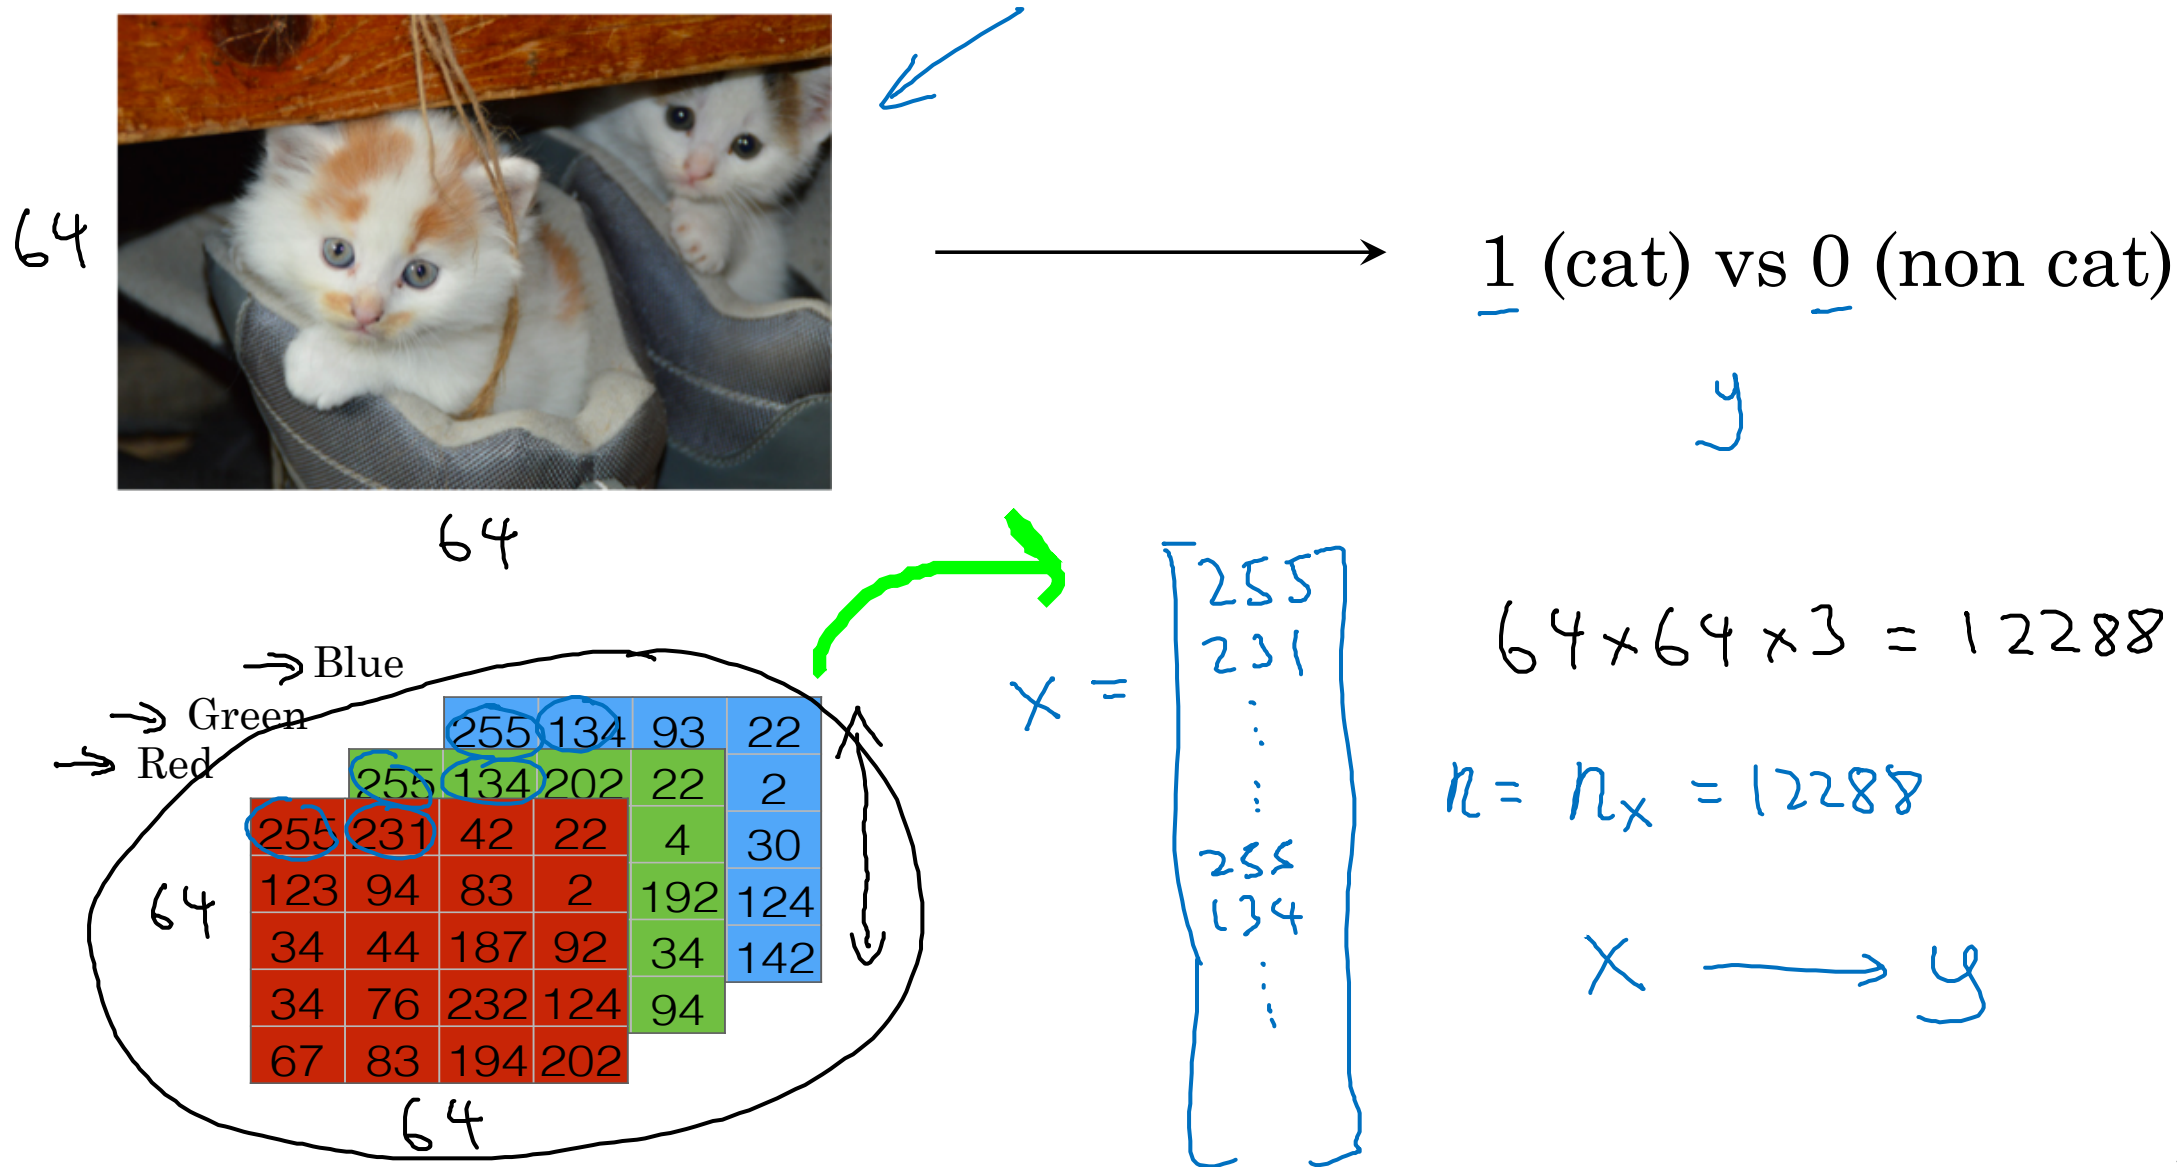 64
1 (cat) vs 0 (non cat)
y
64
Blue
Green
Red
255 134 93 22
2
30
124
142
255 134 202 22
4
192
34
94
255 231 42 22
123 94 83 2
34 44 187 92
34 76 232 124
67 83 194 202
64
64
x =
255
231
⋮
⋮
255
134
⋮
64 x 64 x 3 = 12288
n = nx = 12288
x → y